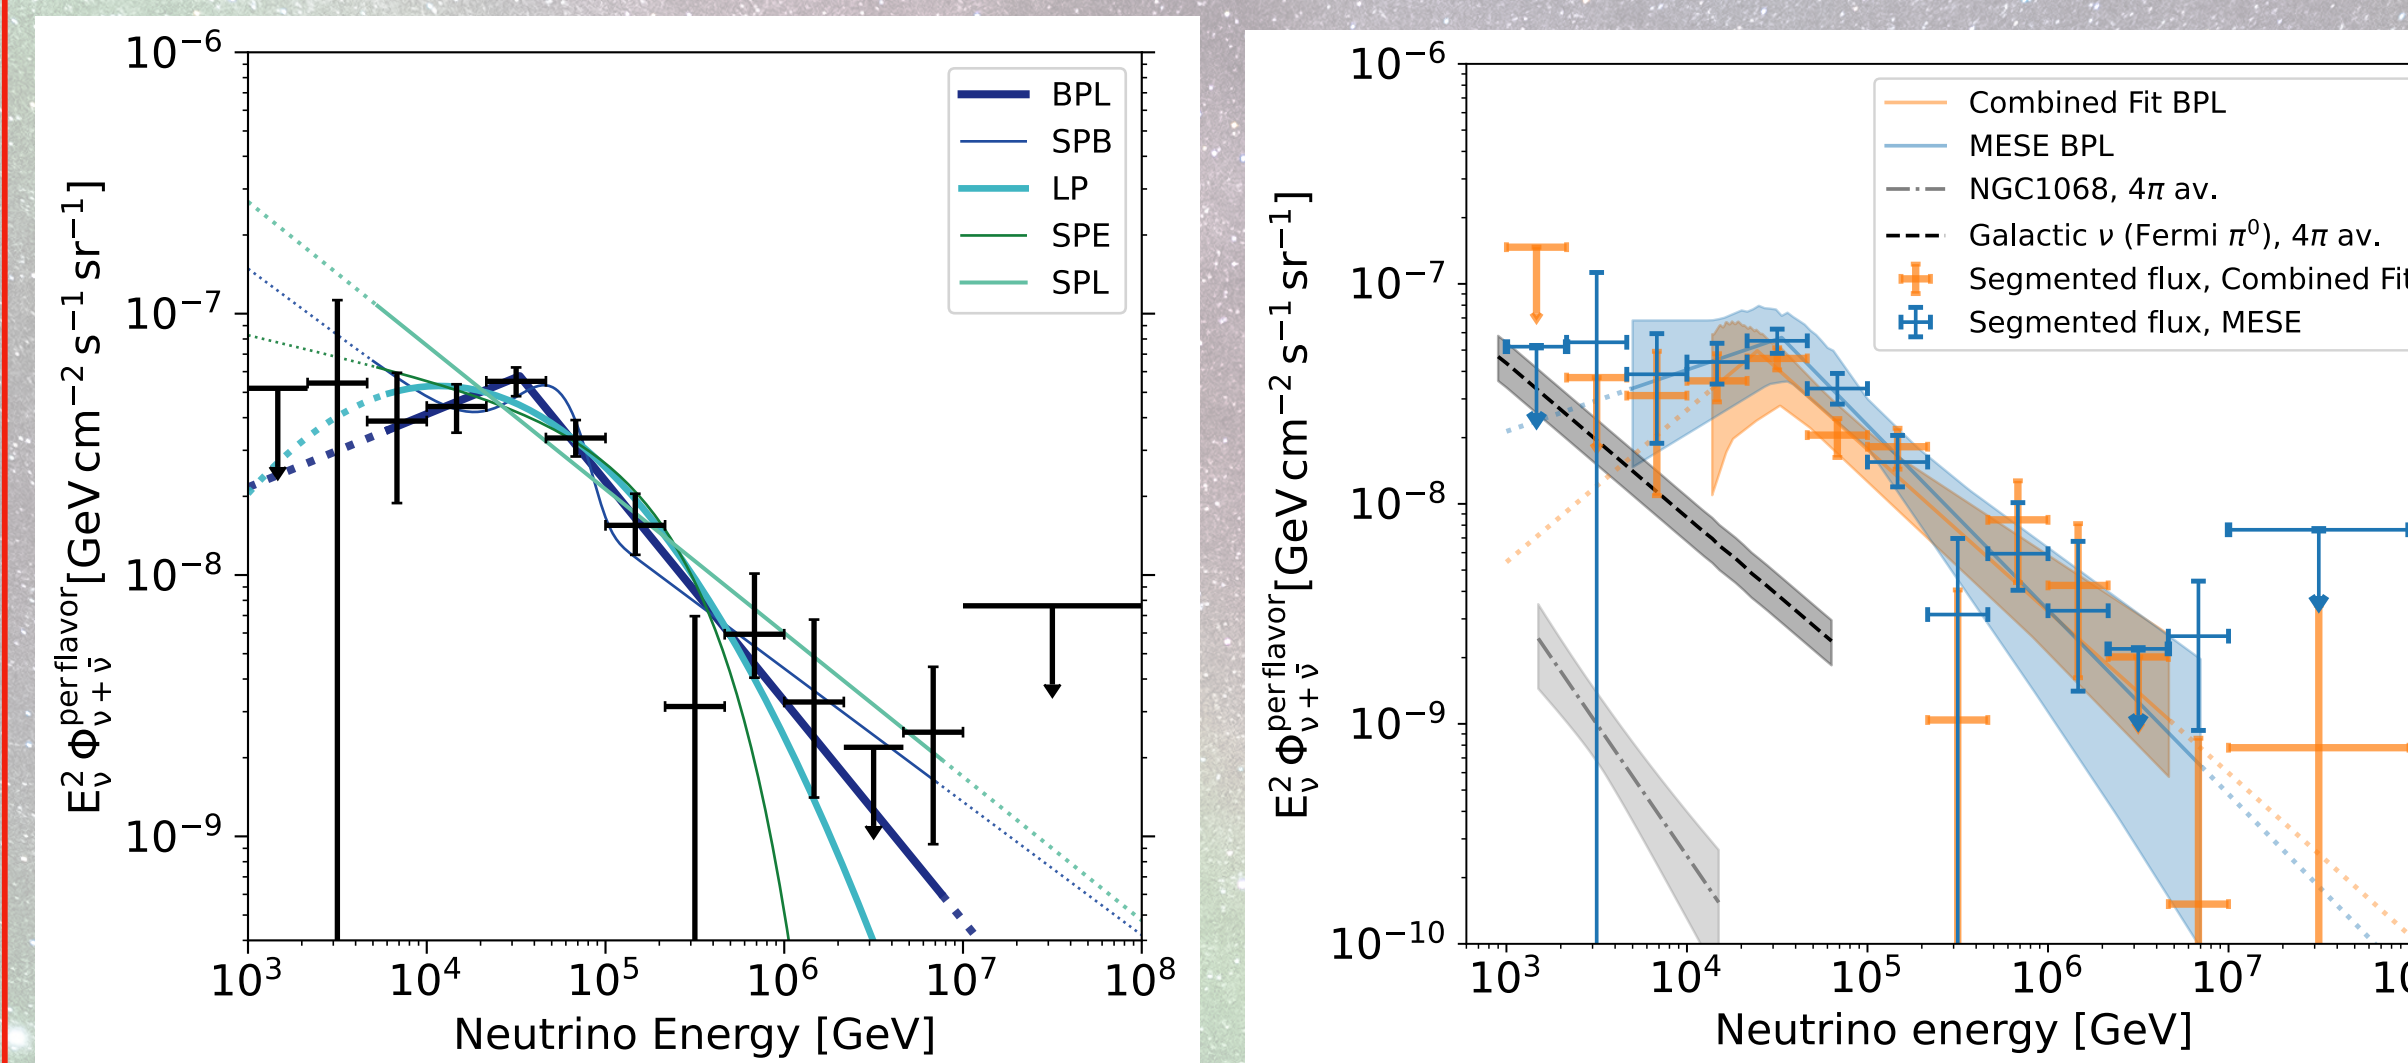 10⁻⁶
10⁻⁷
10⁻⁸
10⁻⁹
E²ν Φ^per flavor_ν+ν̄ [GeV cm⁻² s⁻¹ sr⁻¹]
BPL
SPB
LP
SPE
SPL
10³ 10⁴ 10⁵ 10⁶ 10⁷ 10⁸
Neutrino Energy [GeV]
10⁻⁶
10⁻⁷
10⁻⁸
10⁻⁹
10⁻¹⁰
E²ν Φ^per flavor_ν+ν̄ [GeV cm⁻² s⁻¹ sr⁻¹]
Combined Fit BPL
MESE BPL
NGC1068, 4π av.
Galactic ν (Fermi π⁰), 4π av.
Segmented flux, Combined Fit
Segmented flux, MESE
10³ 10⁴ 10⁵ 10⁶ 10⁷
Neutrino energy [GeV]